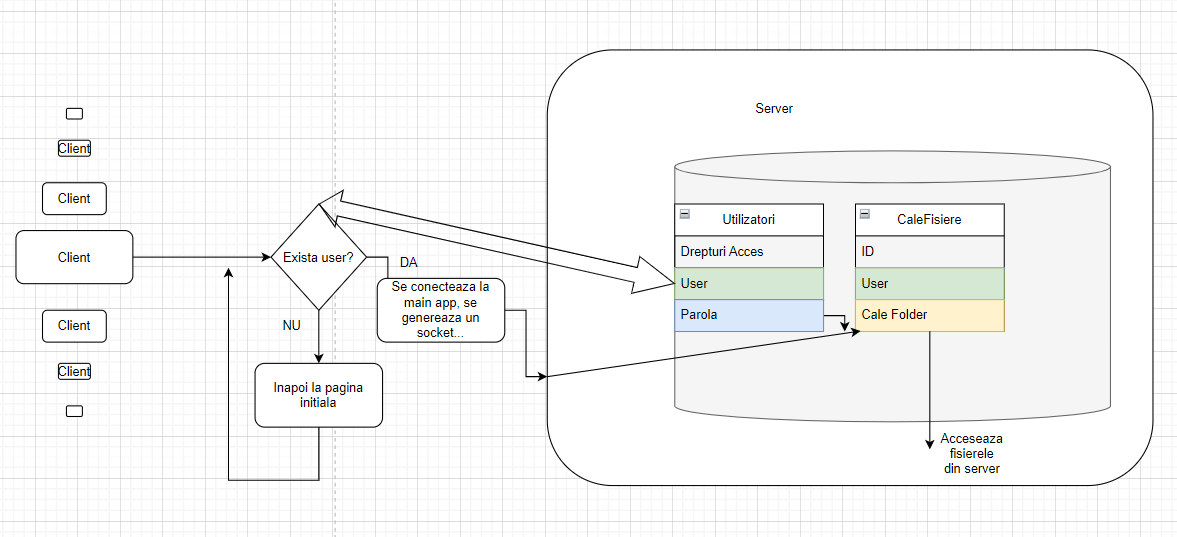 Client
Client
Client
Client
Client
Exista user?
DA
NU
Se conecteaza la
main app, se
genereaza un
socket...
Inapoi la pagina
initiala
Server
Utilizatori
Drepturi Acces
User
Parola
CaleFisiere
ID
User
Cale Folder
Acceseaza
fisierele
din server